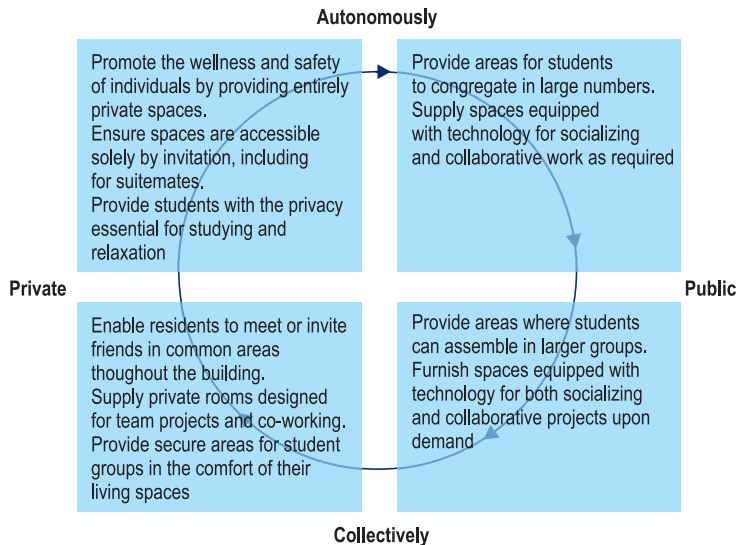 Autonomously
Promote the wellness and safety
of individuals by providing entirely
private spaces.
Ensure spaces are accessible
solely by invitation, including
for suitemates.
Provide students with the privacy
essential for studying and
relaxation
Provide areas for students
to congregate in large numbers.
Supply spaces equipped
with technology for socializing
and collaborative work as required
Private
Public
Enable residents to meet or invite
friends in common areas
thoughout the building.
Supply private rooms designed
for team projects and co-working.
Provide secure areas for student
groups in the comfort of their
living spaces
Provide areas where students
can assemble in larger groups.
Furnish spaces equipped with
technology for both socializing
and collaborative projects upon
demand
Collectively